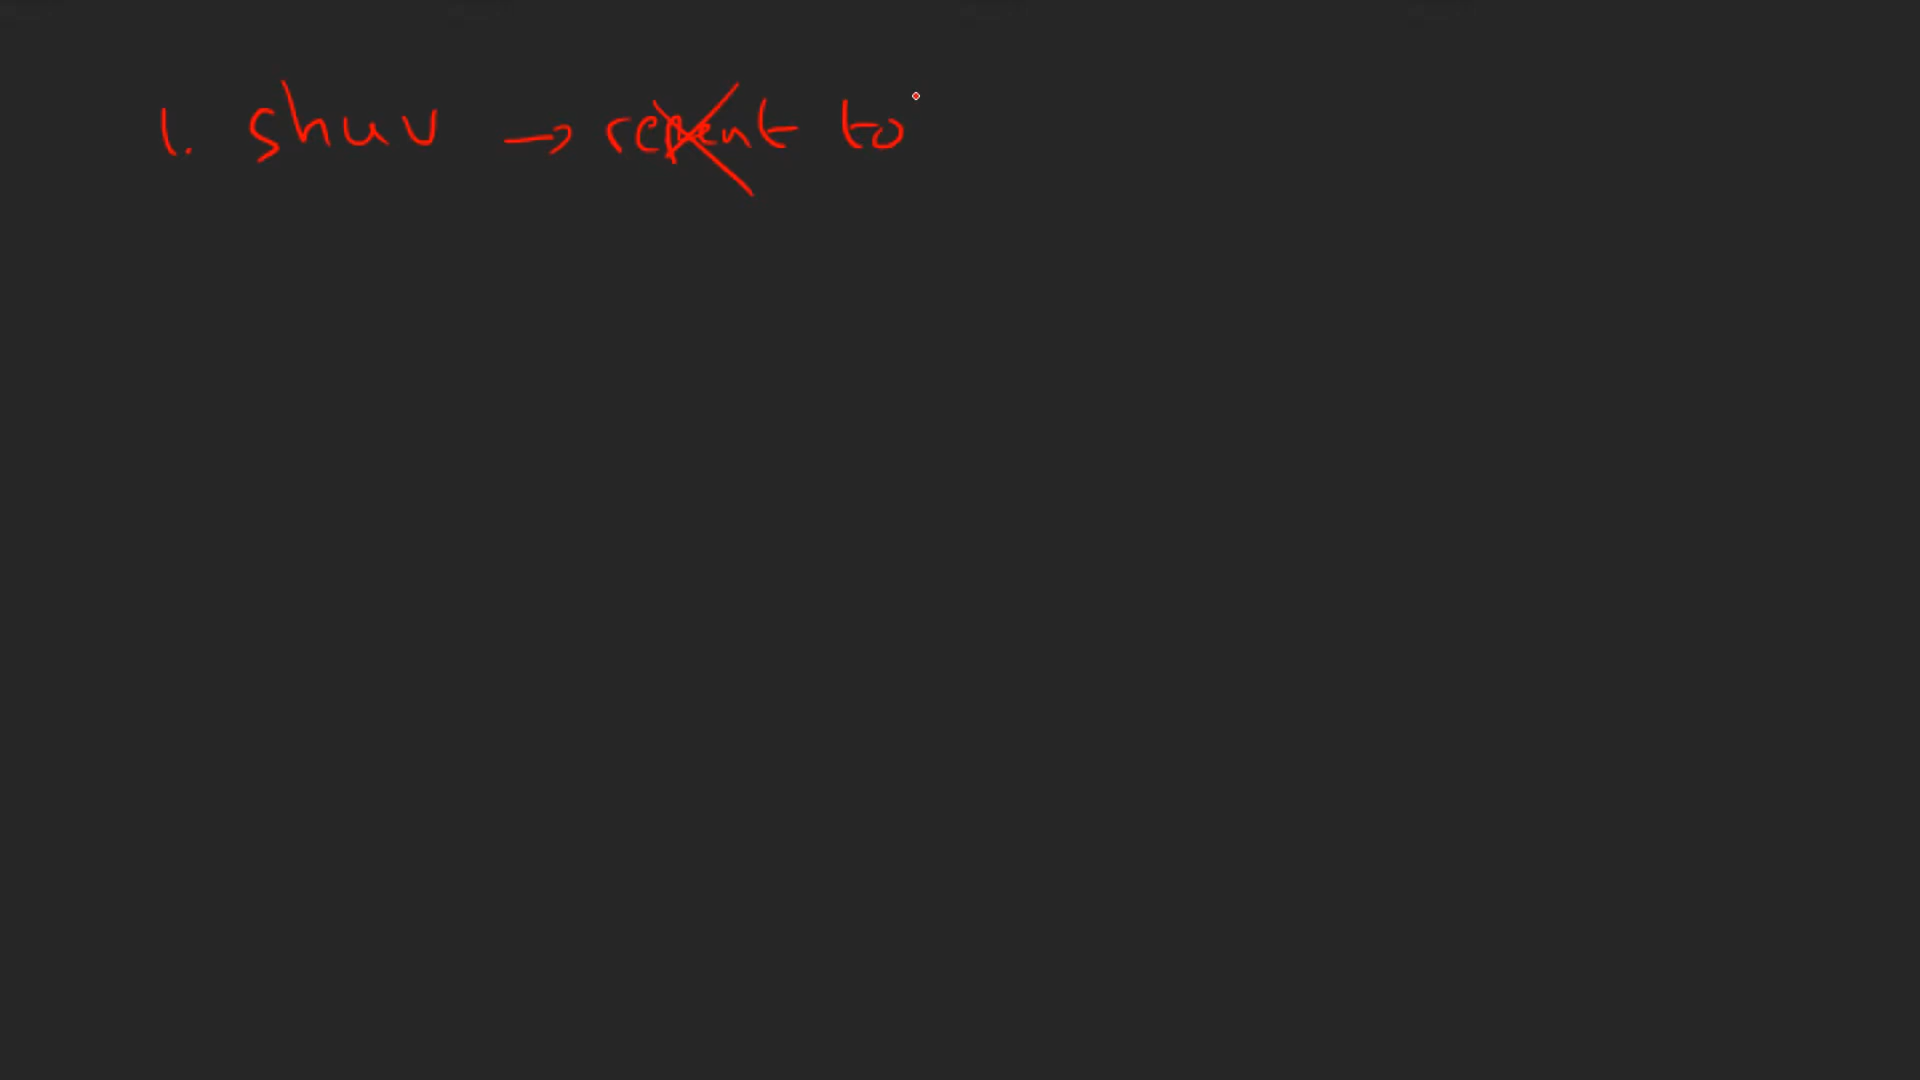 1. shuv → repent to